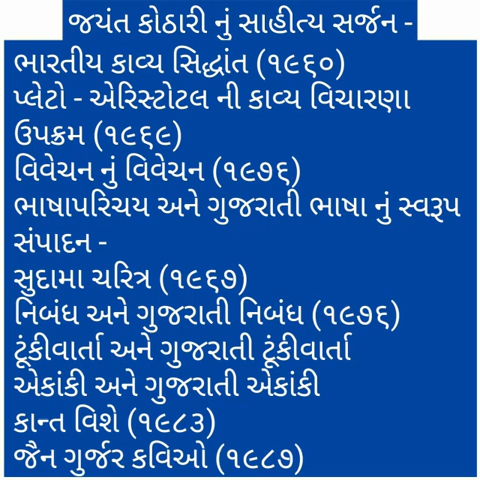 જયંત કોઠારી નું સાહીત્ય સર્જન -
ભારતીય કાવ્ય સિદ્ધાંત (૧૯૬૦)
પ્લેટો - એરિસ્ટોટલ ની કાવ્ય વિચારણા
ઉપક્રમ (૧૯૬૯)
વિવેચન નું વિવેચન (૧૯૭૬)
ભાષાપરિચય અને ગુજરાતી ભાષા નું સ્વરૂપ
સંપાદન -
સુદામા ચરિત્ર (૧૯૬૭)
નિબંધ અને ગુજરાતી નિબંધ (૧૯૭૬)
ટૂંકીવાર્તા અને ગુજરાતી ટૂંકીવાર્તા
એકાંકી અને ગુજરાતી એકાંકી
કાન્ત વિશે (૧૯૮૩)
જૈન ગુર્જર કવિઓ (૧૯૮૭)